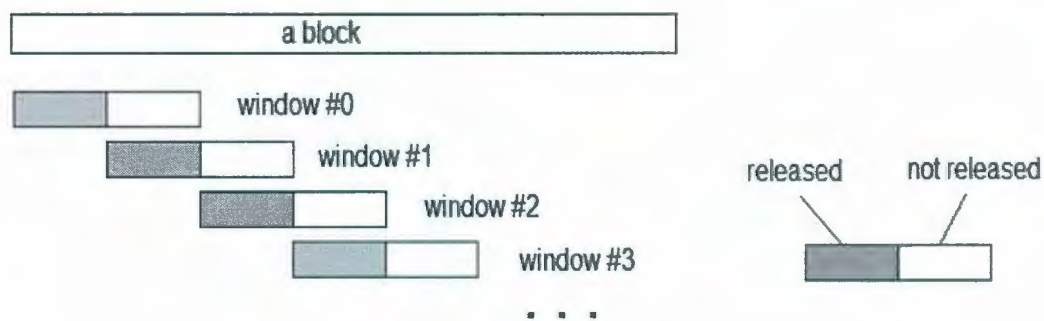 a block
window #0
window #1
window #2
window #3
released
not released
. . .